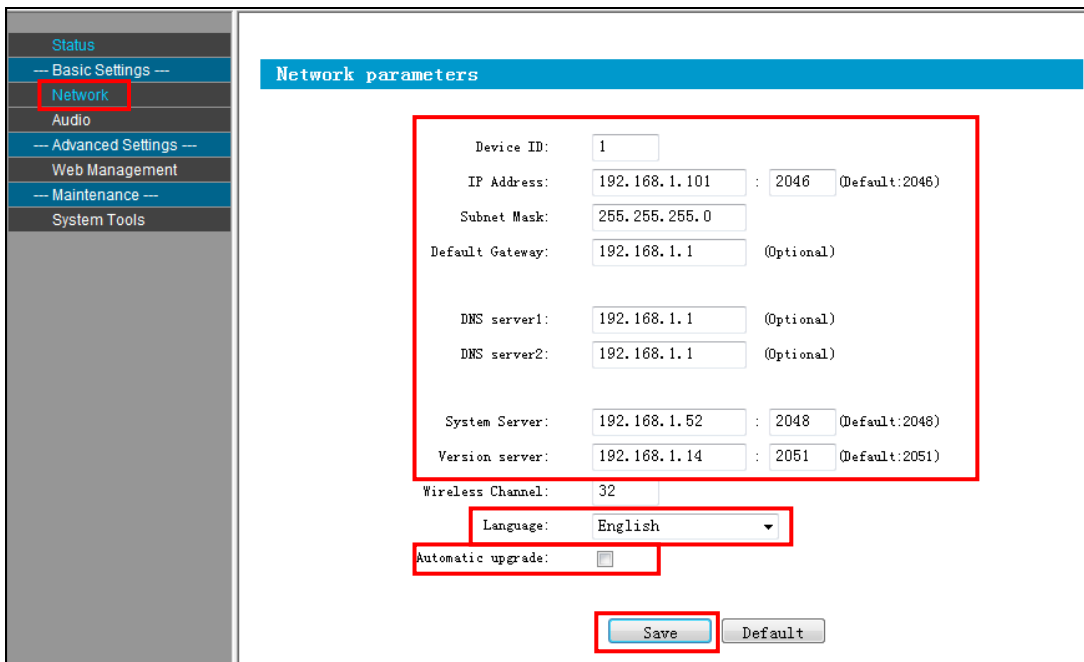 Status
--- Basic Settings ---
Network
Audio
--- Advanced Settings ---
Web Management
--- Maintenance ---
System Tools
Network parameters
Device ID: 1
IP Address: 192.168.1.101 : 2046 (Default:2046)
Subnet Mask: 255.255.255.0
Default Gateway: 192.168.1.1 (Optional)
DNS server1: 192.168.1.1 (Optional)
DNS server2: 192.168.1.1 (Optional)
System Server: 192.168.1.52 : 2048 (Default:2048)
Version server: 192.168.1.14 : 2051 (Default:2051)
Wireless Channel: 32
Language: English
Automatic upgrade:
Save Default